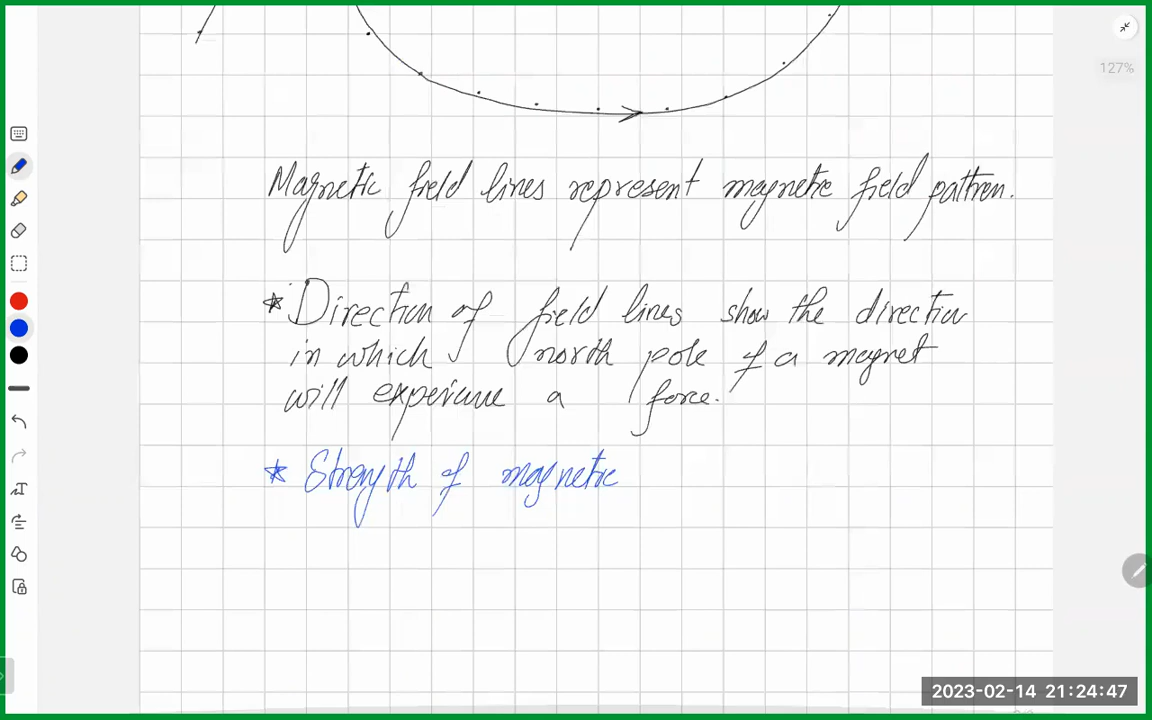 127%
Magnetic field lines represent magnetic field pattren.
* Direction of field lines show the direction
in which north pole of a magnet
will experience a force.
* Strength of magnetic
2023-02-14 21:24:47